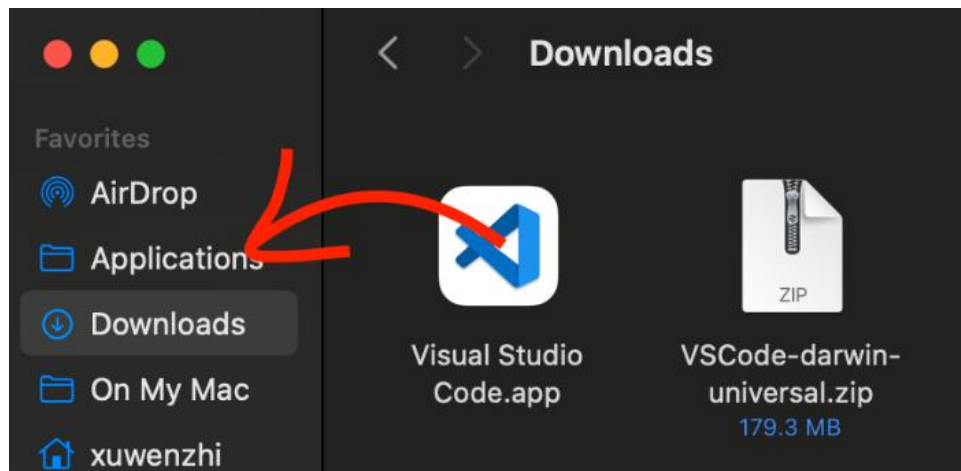 Downloads
Favorites
AirDrop
Applications
Downloads
On My Mac
xuwenzhi
ZIP
Visual Studio
Code.app
VSCode-darwin-
universal.zip
179.3 MB